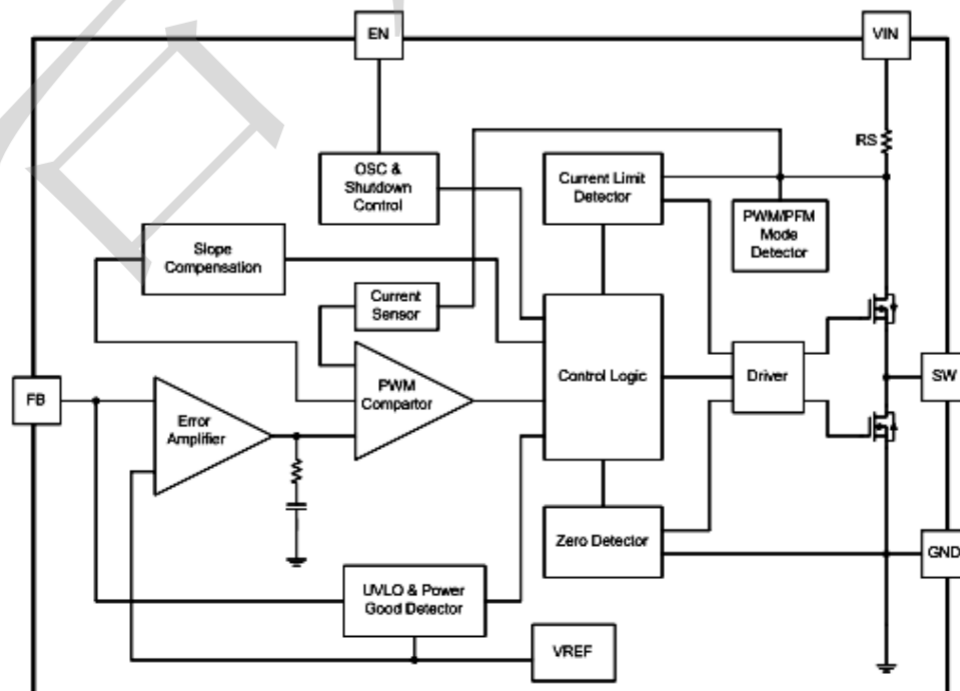 EN
VIN
RS
OSC &
Shutdown
Control
Current Limit
Detector
PWM/PFM
Mode
Detector
Slope
Compensation
Current
Sensor
FB
Error
Amplifier
PWM
Compartor
Control Logic
Driver
SW
Zero Detector
GND
UVLO & Power
Good Detector
VREF